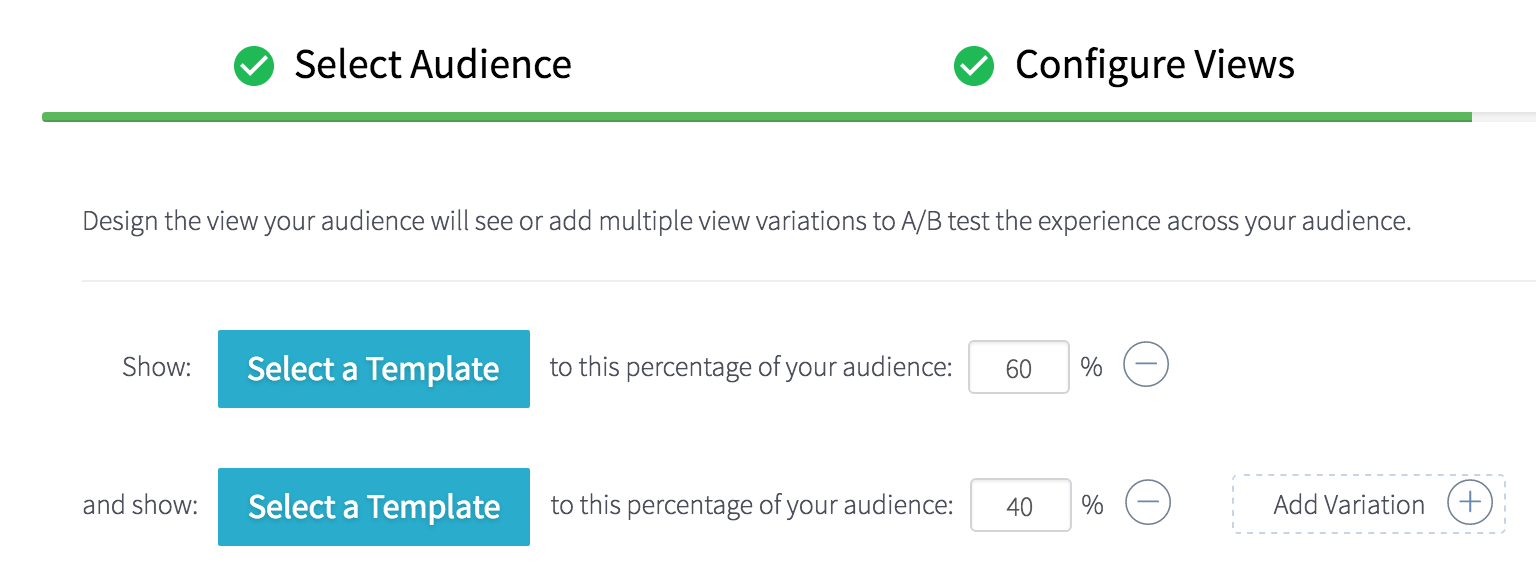 Select Audience Configure Views
Design the view your audience will see or add multiple view variations to A/B test the experience across your audience.
Show: Select a Template to this percentage of your audience: 60 %
and show: Select a Template to this percentage of your audience: 40 % Add Variation